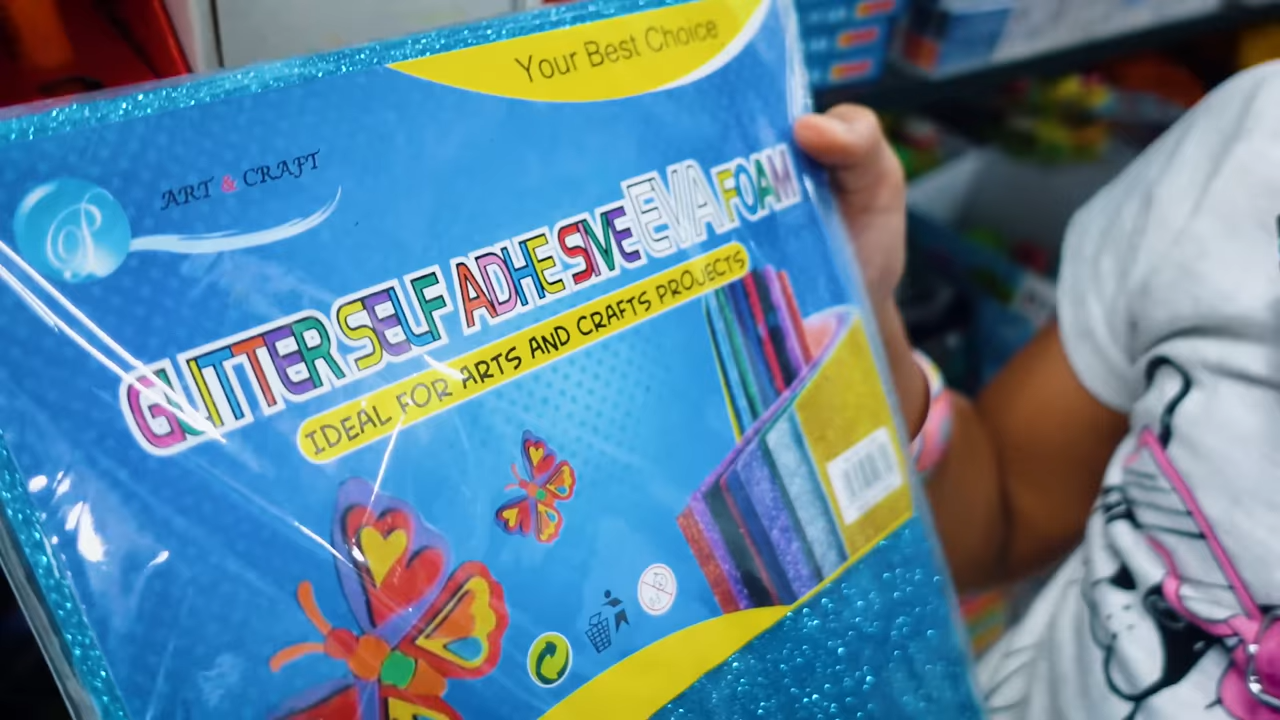 Your Best Choice
ART & CRAFT
P
GLITTER SELF ADHESIVE EVA FOAM
IDEAL FOR ARTS AND CRAFTS PROJECTS